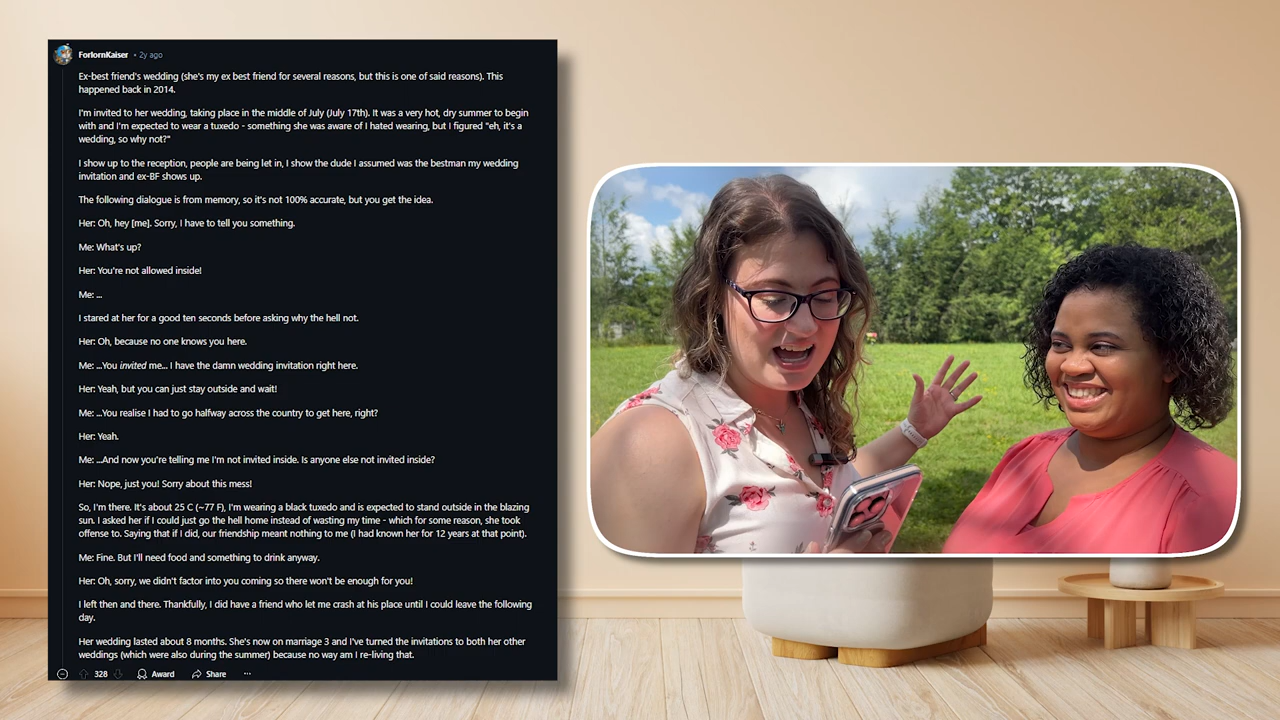 ForlornKaiser • 2y ago
Ex-best friend's wedding (she's my ex best friend for several reasons, but this is one of said reasons). This
happened back in 2014.
I'm invited to her wedding, taking place in the middle of July (July 17th). It was a very hot, dry summer to begin
with and I'm expected to wear a tuxedo - something she was aware of I hated wearing, but I figured "eh, it's a
wedding, so why not?"
I show up to the reception, people are being let in, I show the dude I assumed was the bestman my wedding
invitation and ex-BF shows up.
The following dialogue is from memory, so it's not 100% accurate, but you get the idea.
Her: Oh, hey [me]. Sorry, I have to tell you something.
Me: What's up?
Her: You're not allowed inside!
Me: ...
I stared at her for a good ten seconds before asking why the hell not.
Her: Oh, because no one knows you here.
Me: ...You invited me... I have the damn wedding invitation right here.
Her: Yeah, but you can just stay outside and wait!
Me: ...You realise I had to go halfway across the country to get here, right?
Her: Yeah.
Me: ...And now you're telling me I'm not invited inside. Is anyone else not invited inside?
Her: Nope, just you! Sorry about this mess!
So, I'm there. It's about 25 C (~77 F), I'm wearing a black tuxedo and is expected to stand outside in the blazing
sun. I asked her if I could just go the hell home instead of wasting my time - which for some reason, she took
offense to. Saying that if I did, our friendship meant nothing to me (I had known her for 12 years at that point).
Me: Fine. But I'll need food and something to drink anyway.
Her: Oh, sorry, we didn't factor into you coming so there won't be enough for you!
I left then and there. Thankfully, I did have a friend who let me crash at his place until I could leave the following
day.
Her wedding lasted about 8 months. She's now on marriage 3 and I've turned the invitations to both her other
weddings (which were also during the summer) because no way am I re-living that.
328 Award Share ...